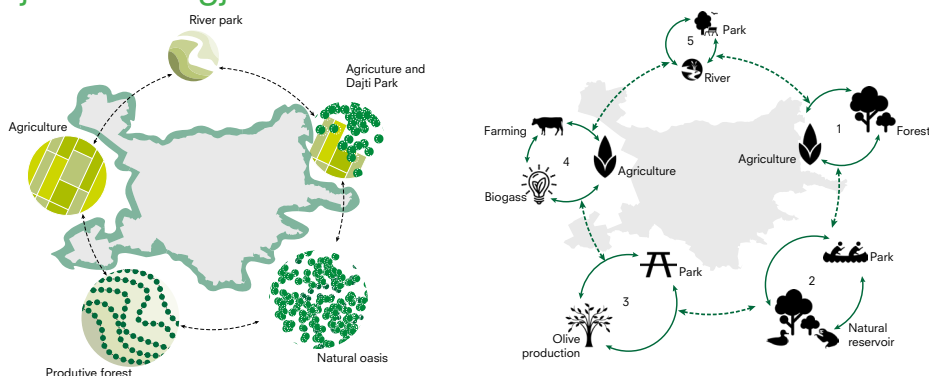 River park
Agricuture and
Dajti Park
Agriculture
Produtive forest
Natural oasis
Park
5
River
1
Forest
Agriculture
Farming
4
Agriculture
Biogass
Park
3
Olive
production
Park
2
Natural
reservoir